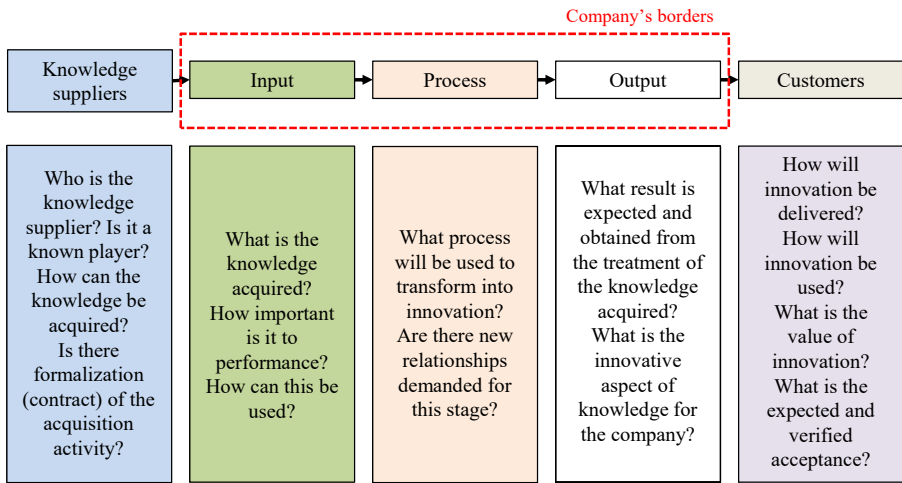 Company's borders
Knowledge
suppliers
Input
Process
Output
Customers
Who is the
knowledge
supplier? Is it a
known player?
How can the
knowledge be
acquired?
Is there
formalization
(contract) of the
acquisition
activity?
What is the
knowledge
acquired?
How important
is it to
performance?
How can this be
used?
What process
will be used to
transform into
innovation?
Are there new
relationships
demanded for
this stage?
What result is
expected and
obtained from
the treatment of
the knowledge
acquired?
What is the
innovative
aspect of
knowledge for
the company?
How will
innovation be
delivered?
How will
innovation be
used?
What is the
value of
innovation?
What is the
expected and
verified
acceptance?